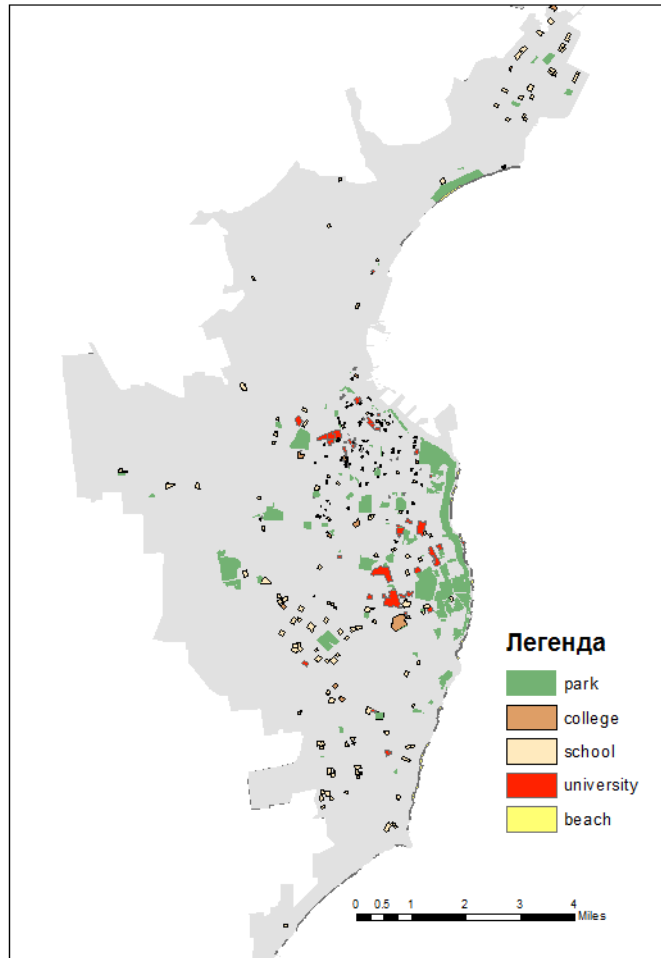 Легенда
park
college
school
university
beach
0 0.5 1 2 3 4
Miles